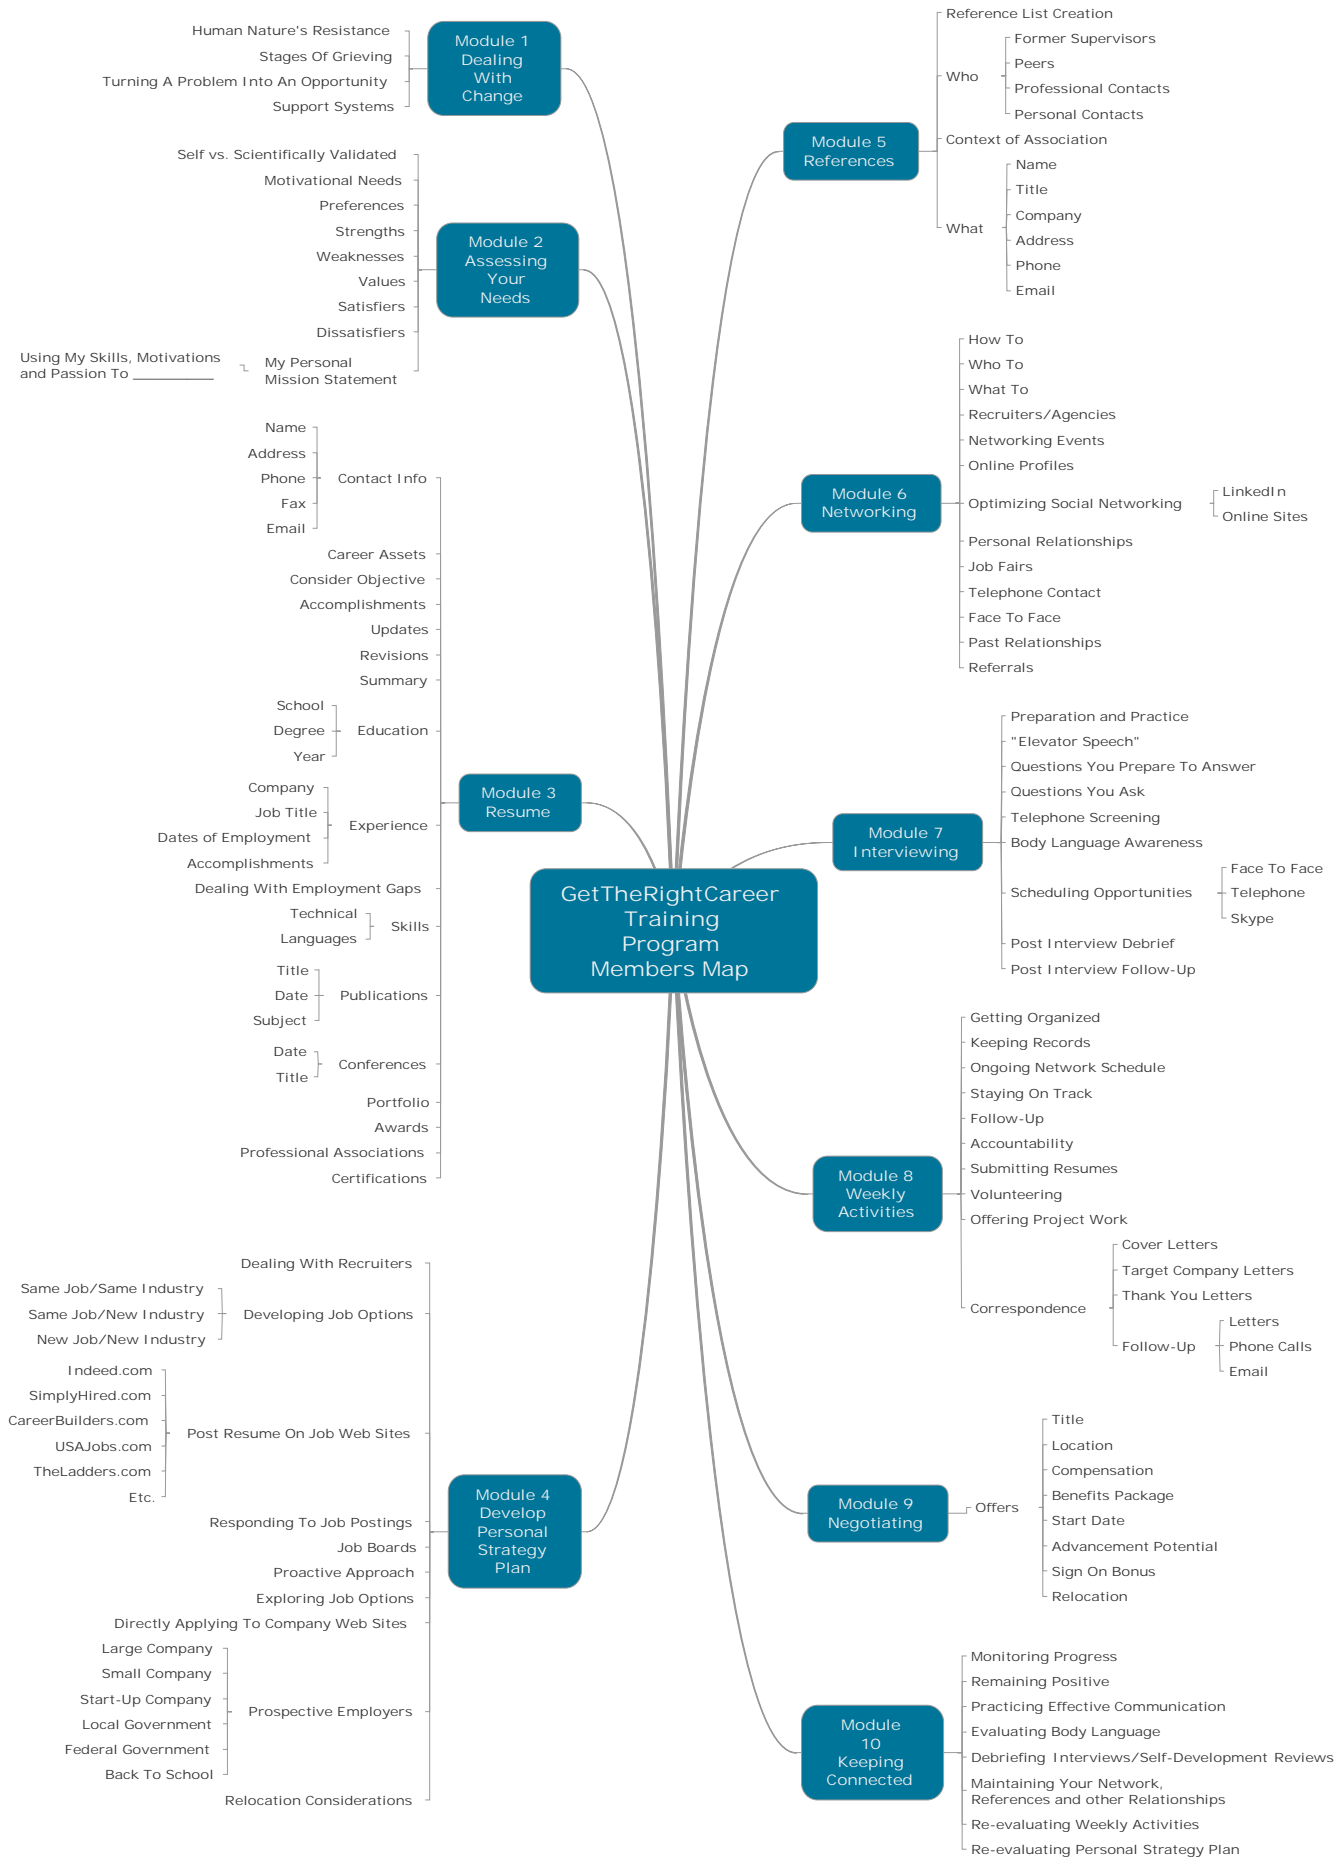 GetTheRightCareer
Training
Program
Members Map
Module 1
Dealing
With
Change
Human Nature's Resistance
Stages Of Grieving
Turning A Problem Into An Opportunity
Support Systems
Module 2
Assessing
Your
Needs
Self vs. Scientifically Validated
Motivational Needs
Preferences
Strengths
Weaknesses
Values
Satisfiers
Dissatisfiers
My Personal
Mission Statement
Using My Skills, Motivations
and Passion To ___________
Module 3
Resume
Contact Info
Name
Address
Phone
Fax
Email
Career Assets
Consider Objective
Accomplishments
Updates
Revisions
Summary
Education
School
Degree
Year
Experience
Company
Job Title
Dates of Employment
Accomplishments
Dealing With Employment Gaps
Skills
Technical
Languages
Publications
Title
Date
Subject
Conferences
Date
Title
Portfolio
Awards
Professional Associations
Certifications
Module 4
Develop
Personal
Strategy
Plan
Dealing With Recruiters
Developing Job Options
Same Job/Same Industry
Same Job/New Industry
New Job/New Industry
Post Resume On Job Web Sites
Indeed.com
SimplyHired.com
CareerBuilders.com
USAJobs.com
TheLadders.com
Etc.
Responding To Job Postings
Job Boards
Proactive Approach
Exploring Job Options
Directly Applying To Company Web Sites
Prospective Employers
Large Company
Small Company
Start-Up Company
Local Government
Federal Government
Back To School
Relocation Considerations
Module 5
References
Reference List Creation
Who
Former Supervisors
Peers
Professional Contacts
Personal Contacts
Context of Association
What
Name
Title
Company
Address
Phone
Email
Module 6
Networking
How To
Who To
What To
Recruiters/Agencies
Networking Events
Online Profiles
Optimizing Social Networking
LinkedIn
Online Sites
Personal Relationships
Job Fairs
Telephone Contact
Face To Face
Past Relationships
Referrals
Module 7
Interviewing
Preparation and Practice
"Elevator Speech"
Questions You Prepare To Answer
Questions You Ask
Telephone Screening
Body Language Awareness
Scheduling Opportunities
Face To Face
Telephone
Skype
Post Interview Debrief
Post Interview Follow-Up
Module 8
Weekly
Activities
Getting Organized
Keeping Records
Ongoing Network Schedule
Staying On Track
Follow-Up
Accountability
Submitting Resumes
Volunteering
Offering Project Work
Correspondence
Cover Letters
Target Company Letters
Thank You Letters
Follow-Up
Letters
Phone Calls
Email
Module 9
Negotiating
Offers
Title
Location
Compensation
Benefits Package
Start Date
Advancement Potential
Sign On Bonus
Relocation
Module
10
Keeping
Connected
Monitoring Progress
Remaining Positive
Practicing Effective Communication
Evaluating Body Language
Debriefing Interviews/Self-Development Reviews
Maintaining Your Network,
References and other Relationships
Re-evaluating Weekly Activities
Re-evaluating Personal Strategy Plan